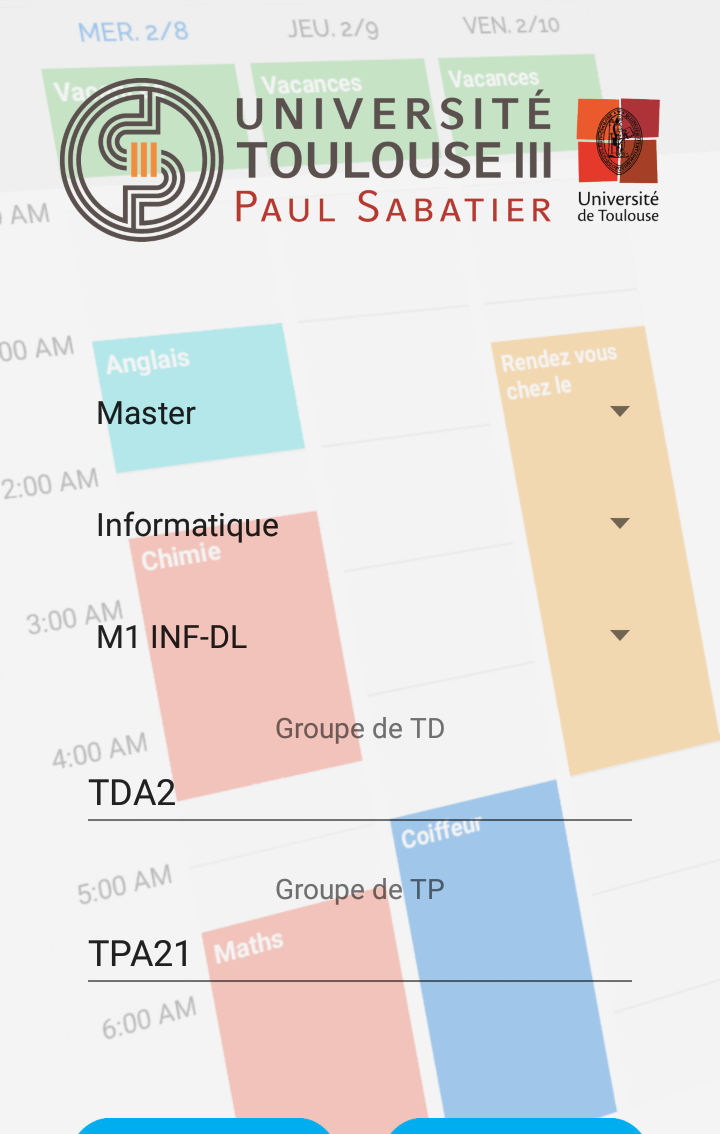 MER. 2/8
JEU. 2/9
VEN. 2/10
Vacances
Vacances
UNIVERSITÉ
TOULOUSE III
PAUL SABATIER
Université
de Toulouse
AM
00 AM
Anglais
Rendez vous
chez le
Master
2:00 AM
Informatique
Chimie
3:00 AM
M1 INF-DL
Groupe de TD
4:00 AM
TDA2
Coiffeur
5:00 AM
Groupe de TP
Maths
TPA21
6:00 AM